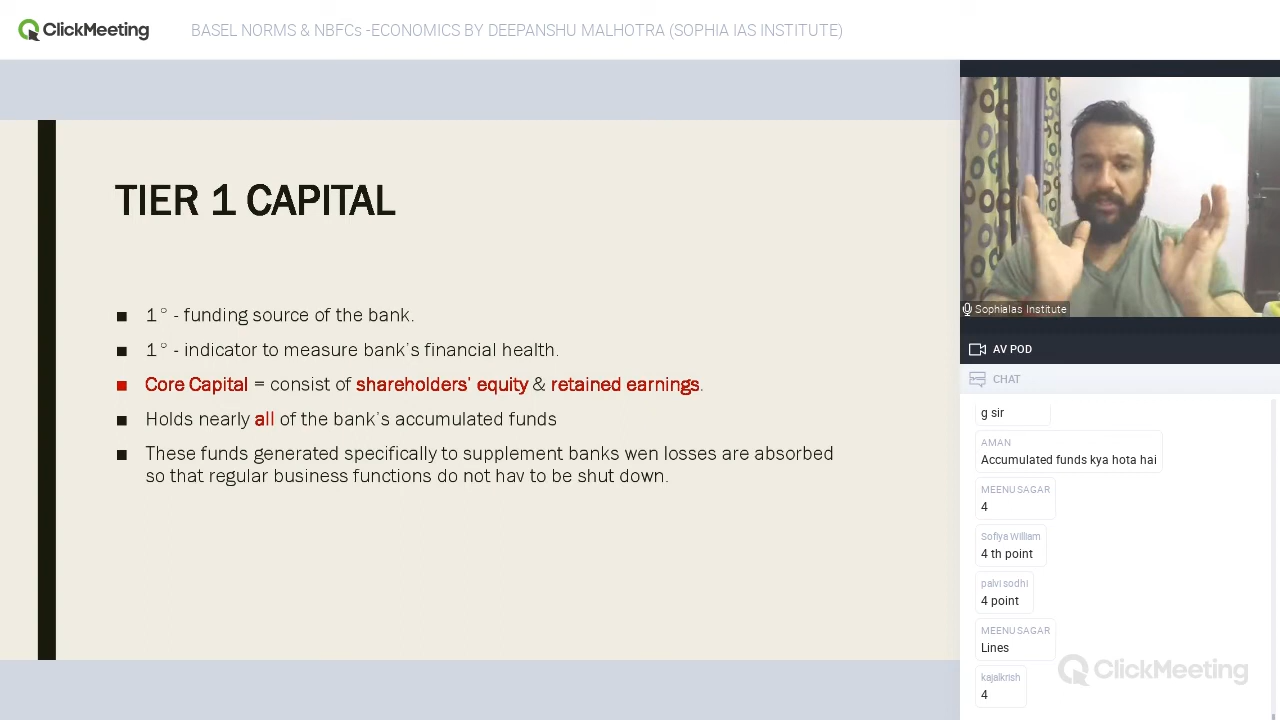 ClickMeeting
BASEL NORMS & NBFCs -ECONOMICS BY DEEPANSHU MALHOTRA (SOPHIA IAS INSTITUTE)
TIER 1 CAPITAL
■ 1° - funding source of the bank.
■ 1° - indicator to measure bank's financial health.
■ Core Capital = consist of shareholders' equity & retained earnings.
■ Holds nearly all of the bank's accumulated funds
■ These funds generated specifically to supplement banks wen losses are absorbed
so that regular business functions do not hav to be shut down.
SophiaIas Institute
AV POD
CHAT
g sir
AMAN
Accumulated funds kya hota hai
MEENU SAGAR
4
Sofiya William
4 th point
palvi sodhi
4 point
MEENU SAGAR
Lines
kajalkrish
4
ClickMeeting